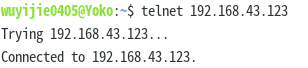 wuyijie0405@Yoko:~$ telnet 192.168.43.123
Trying 192.168.43.123...
Connected to 192.168.43.123.